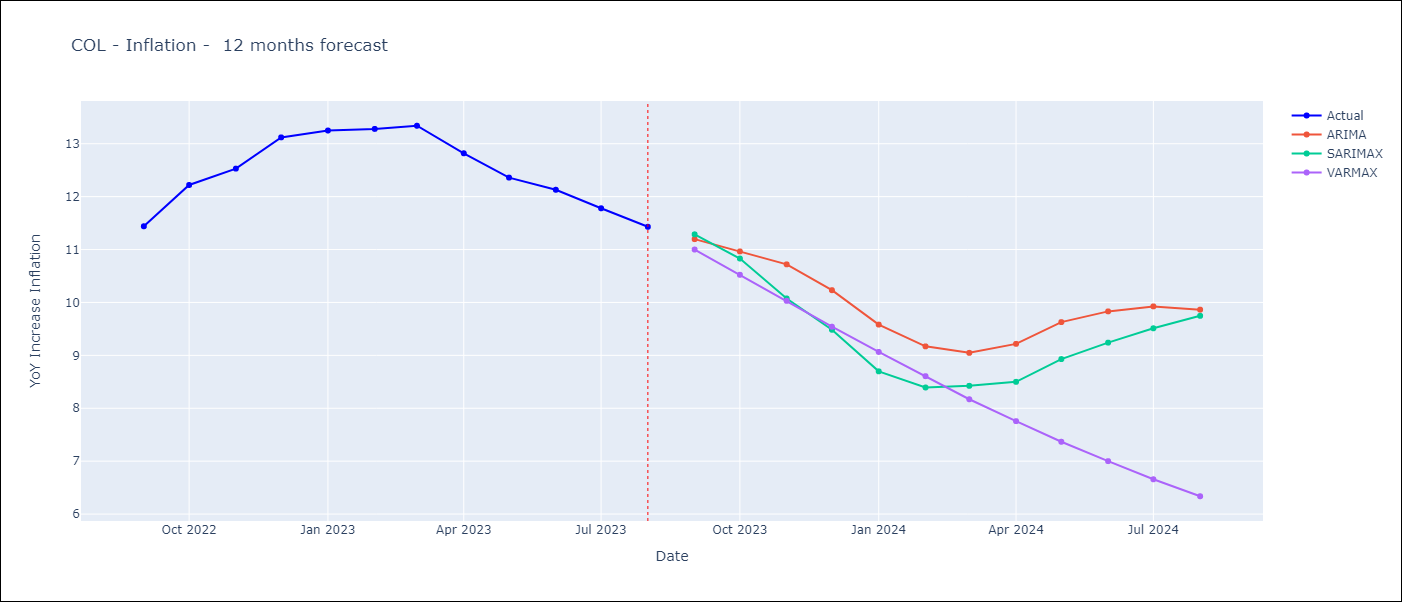 COL - Inflation -  12 months forecast
Actual
ARIMA
SARIMAX
VARMAX
YoY Increase Inflation
13
12
11
10
9
8
7
6
Oct 2022
Jan 2023
Apr 2023
Jul 2023
Oct 2023
Jan 2024
Apr 2024
Jul 2024
Date